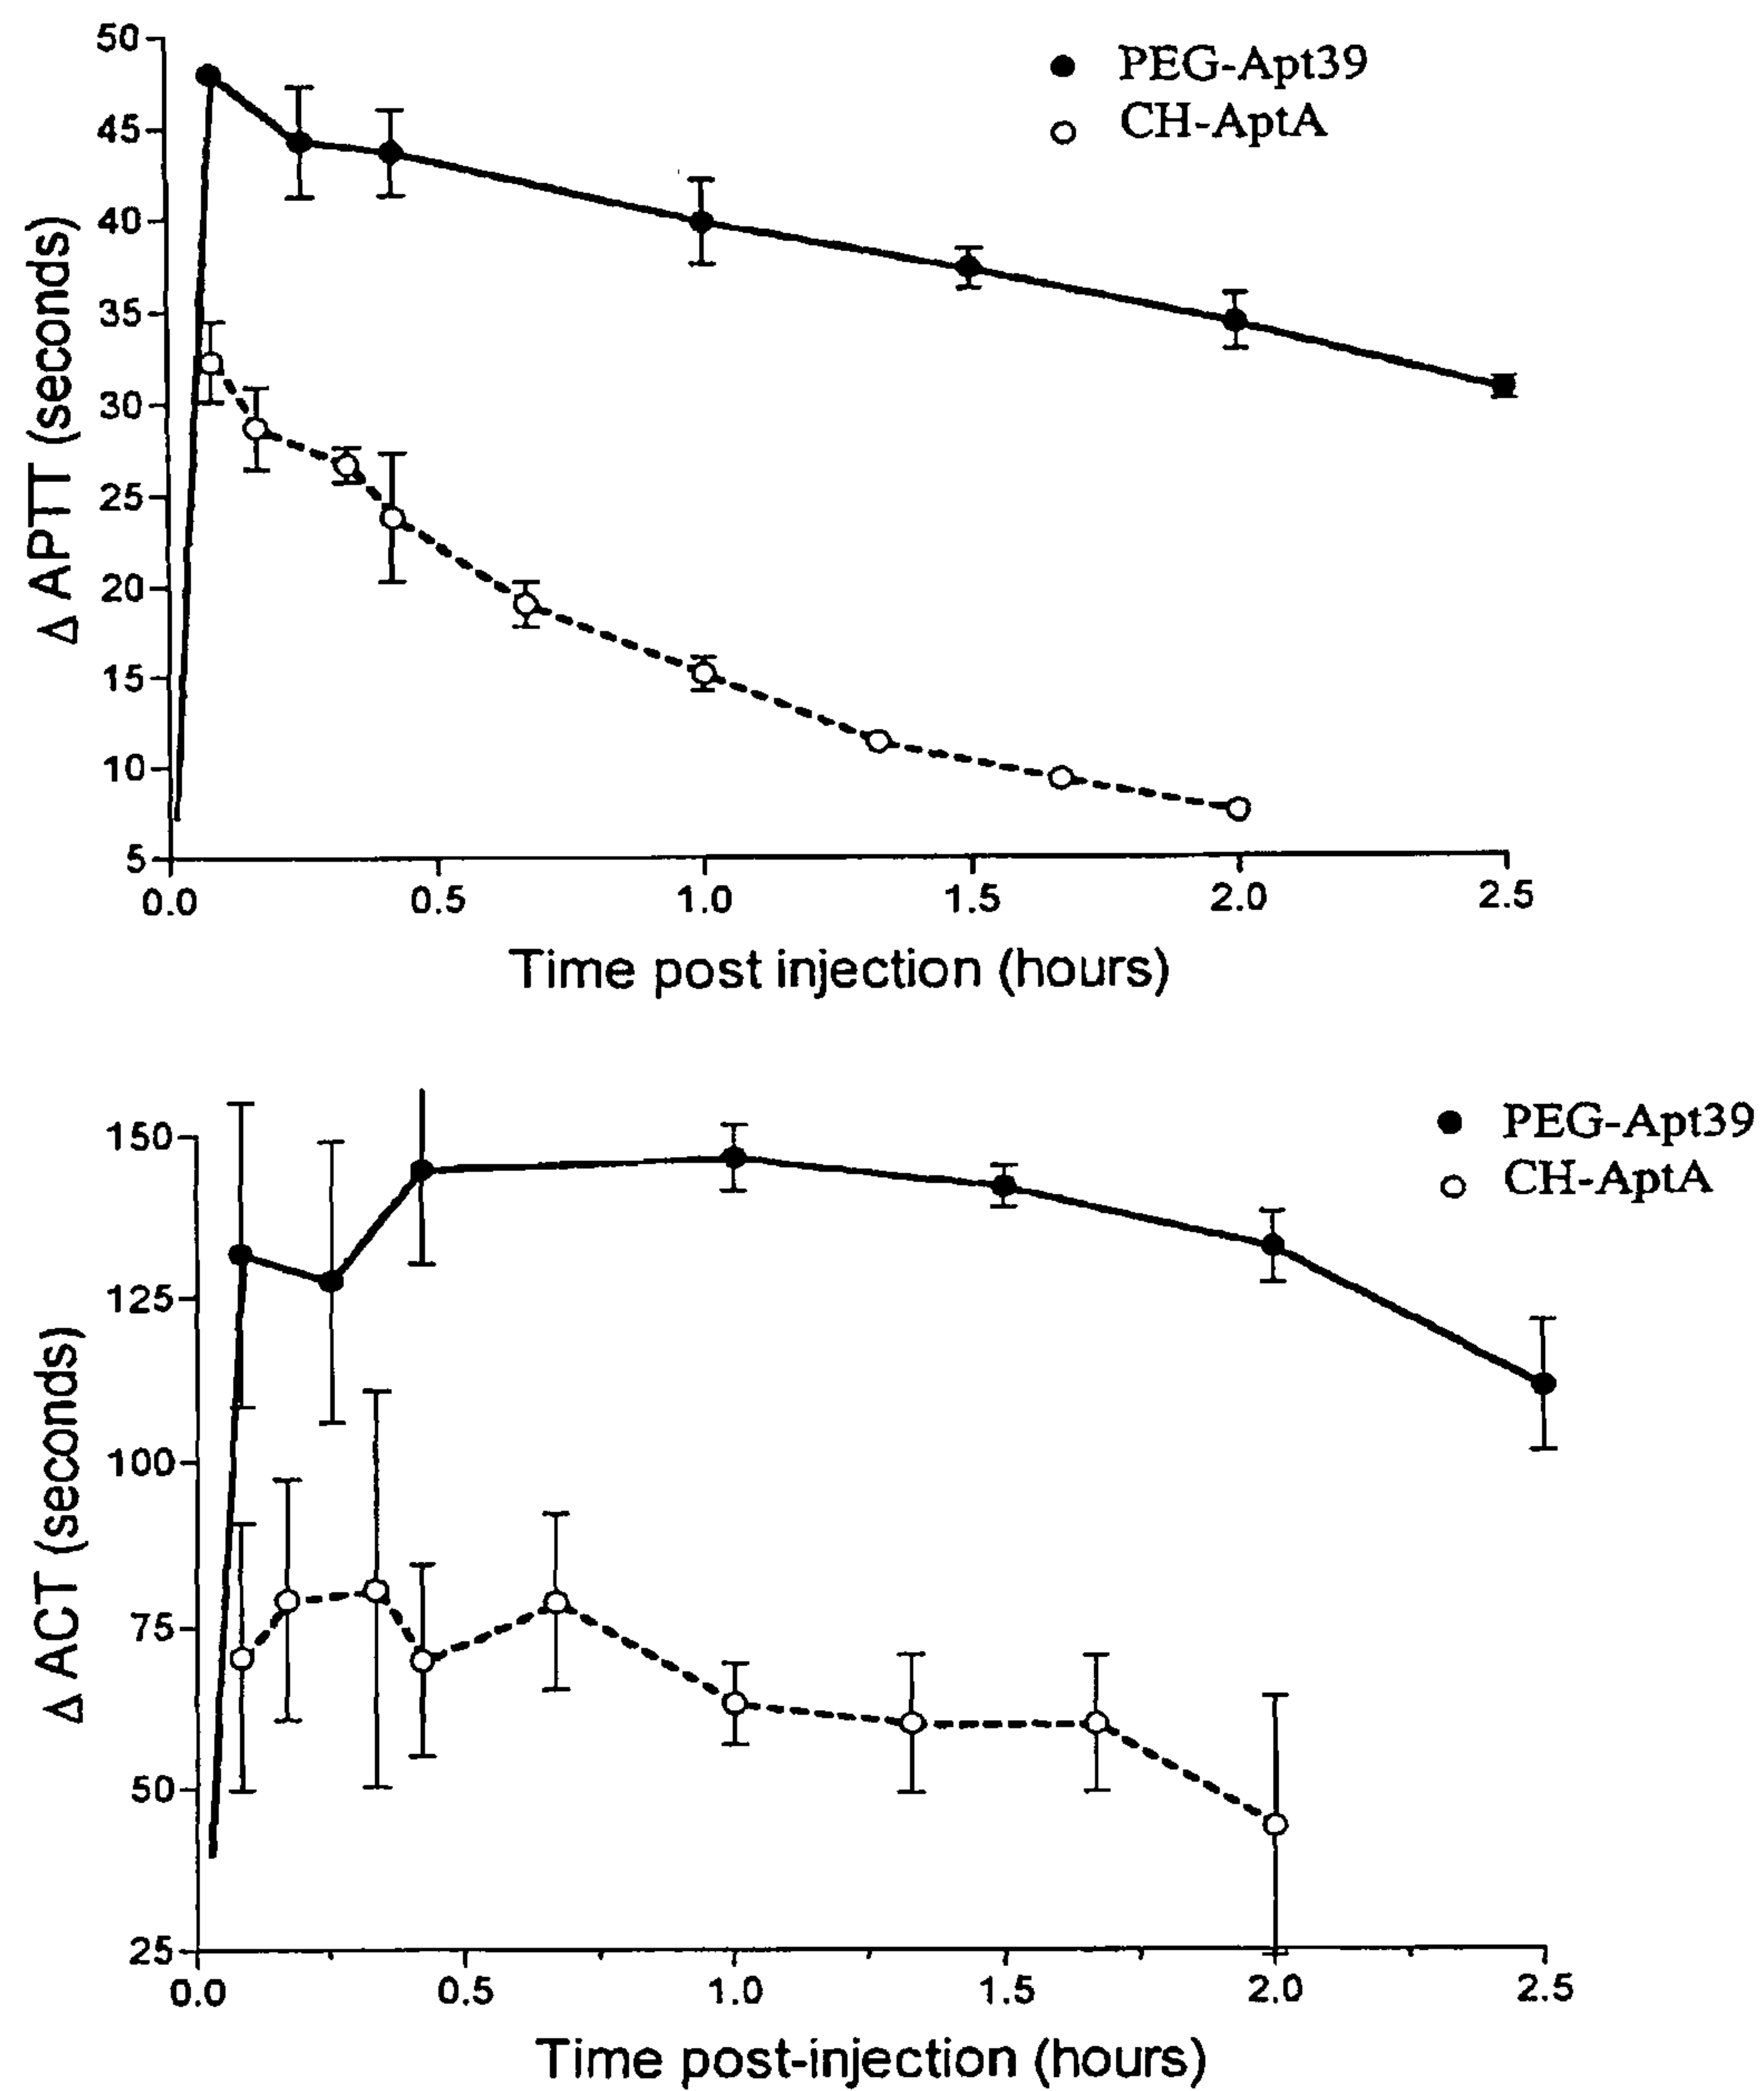 50
PEG-Apt39
CH-AptA
45
40
35
30
25
20
15
10
5
Δ APTT (seconds)
0.0 0.5 1.0 1.5 2.0 2.5
Time post injection (hours)
PEG-Apt39
CH-AptA
150
125
100
75
50
25
Δ ACT (seconds)
0.0 0.5 1.0 1.5 2.0 2.5
Time post-injection (hours)